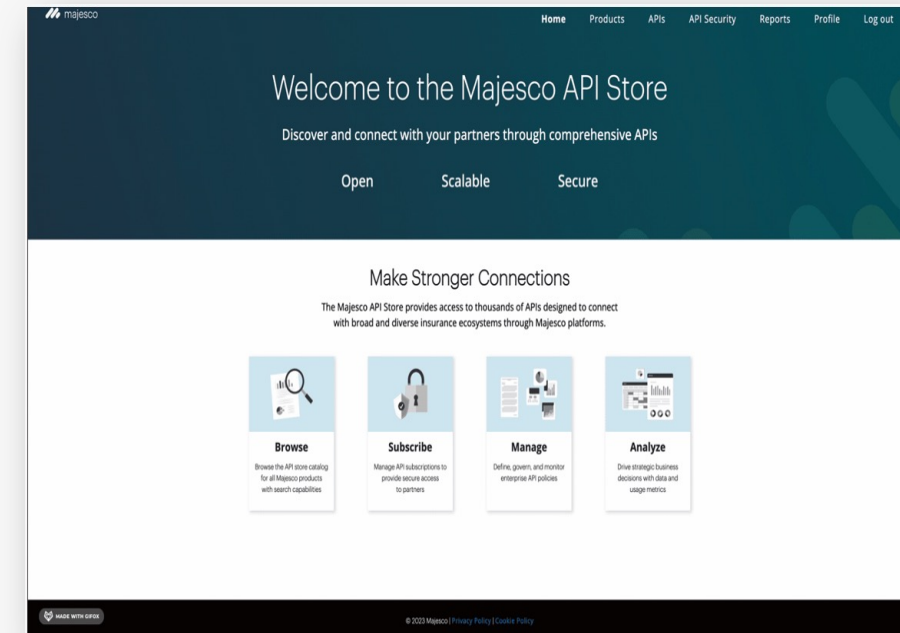 majesco
Home Products APIs API Security Reports Profile Log out
Welcome to the Majesco API Store
Discover and connect with your partners through comprehensive APIs
Open Scalable Secure
Make Stronger Connections
The Majesco API Store provides access to thousands of APIs designed to connect
with broad and diverse insurance ecosystems through Majesco platforms.
Browse
Browse the API store catalog
for all Majesco products
with search capabilities
Subscribe
Manage API subscriptions to
provide secure access
to partners
Manage
Define, govern, and monitor
enterprise API policies
Analyze
Drive strategic business
decisions with data and
usage metrics
MADE WITH GIFOX
© 2023 Majesco | Privacy Policy | Cookie Policy